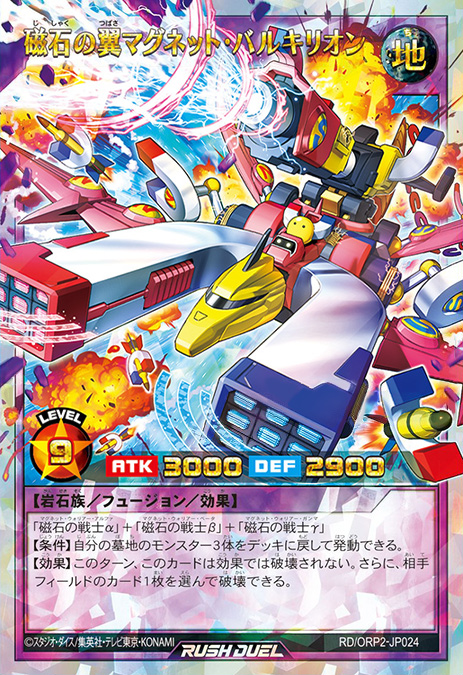 磁石の翼マグネット・バルキリオン
地
LEVEL
9
ATK 3000 DEF 2900
【岩石族／フュージョン／効果】
「磁石の戦士α」+「磁石の戦士β」+「磁石の戦士γ」
【条件】自分の墓地のモンスター3体をデッキに戻して発動できる。
【効果】このターン、このカードは効果では破壊されない。さらに、相手
フィールドのカード1枚を選んで破壊できる。
©スタジオ・ダイス/集英社・テレビ東京・KONAMI
RUSH DUEL
RD/ORP2-JP024